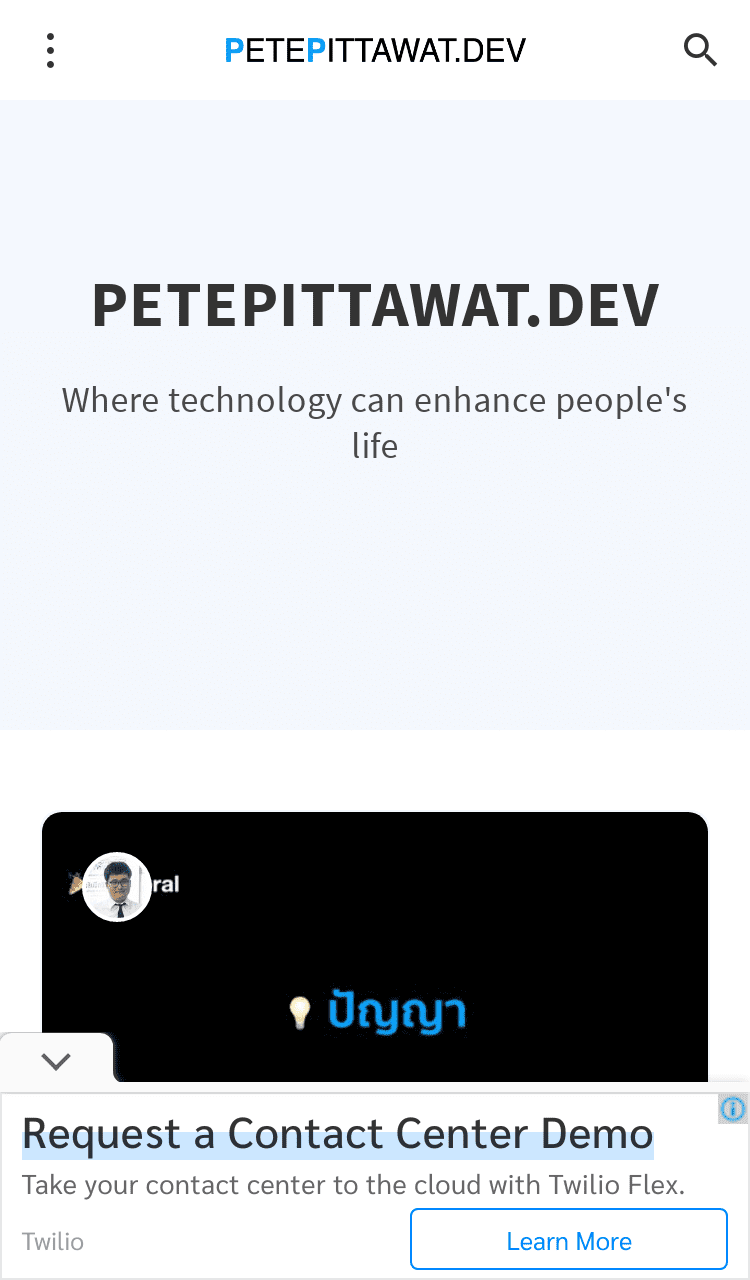 PETEPITTAWAT.DEV
PETEPITTAWAT.DEV
Where technology can enhance people's
life
ral
ปัญญา
Request a Contact Center Demo
Take your contact center to the cloud with Twilio Flex.
Twilio
Learn More